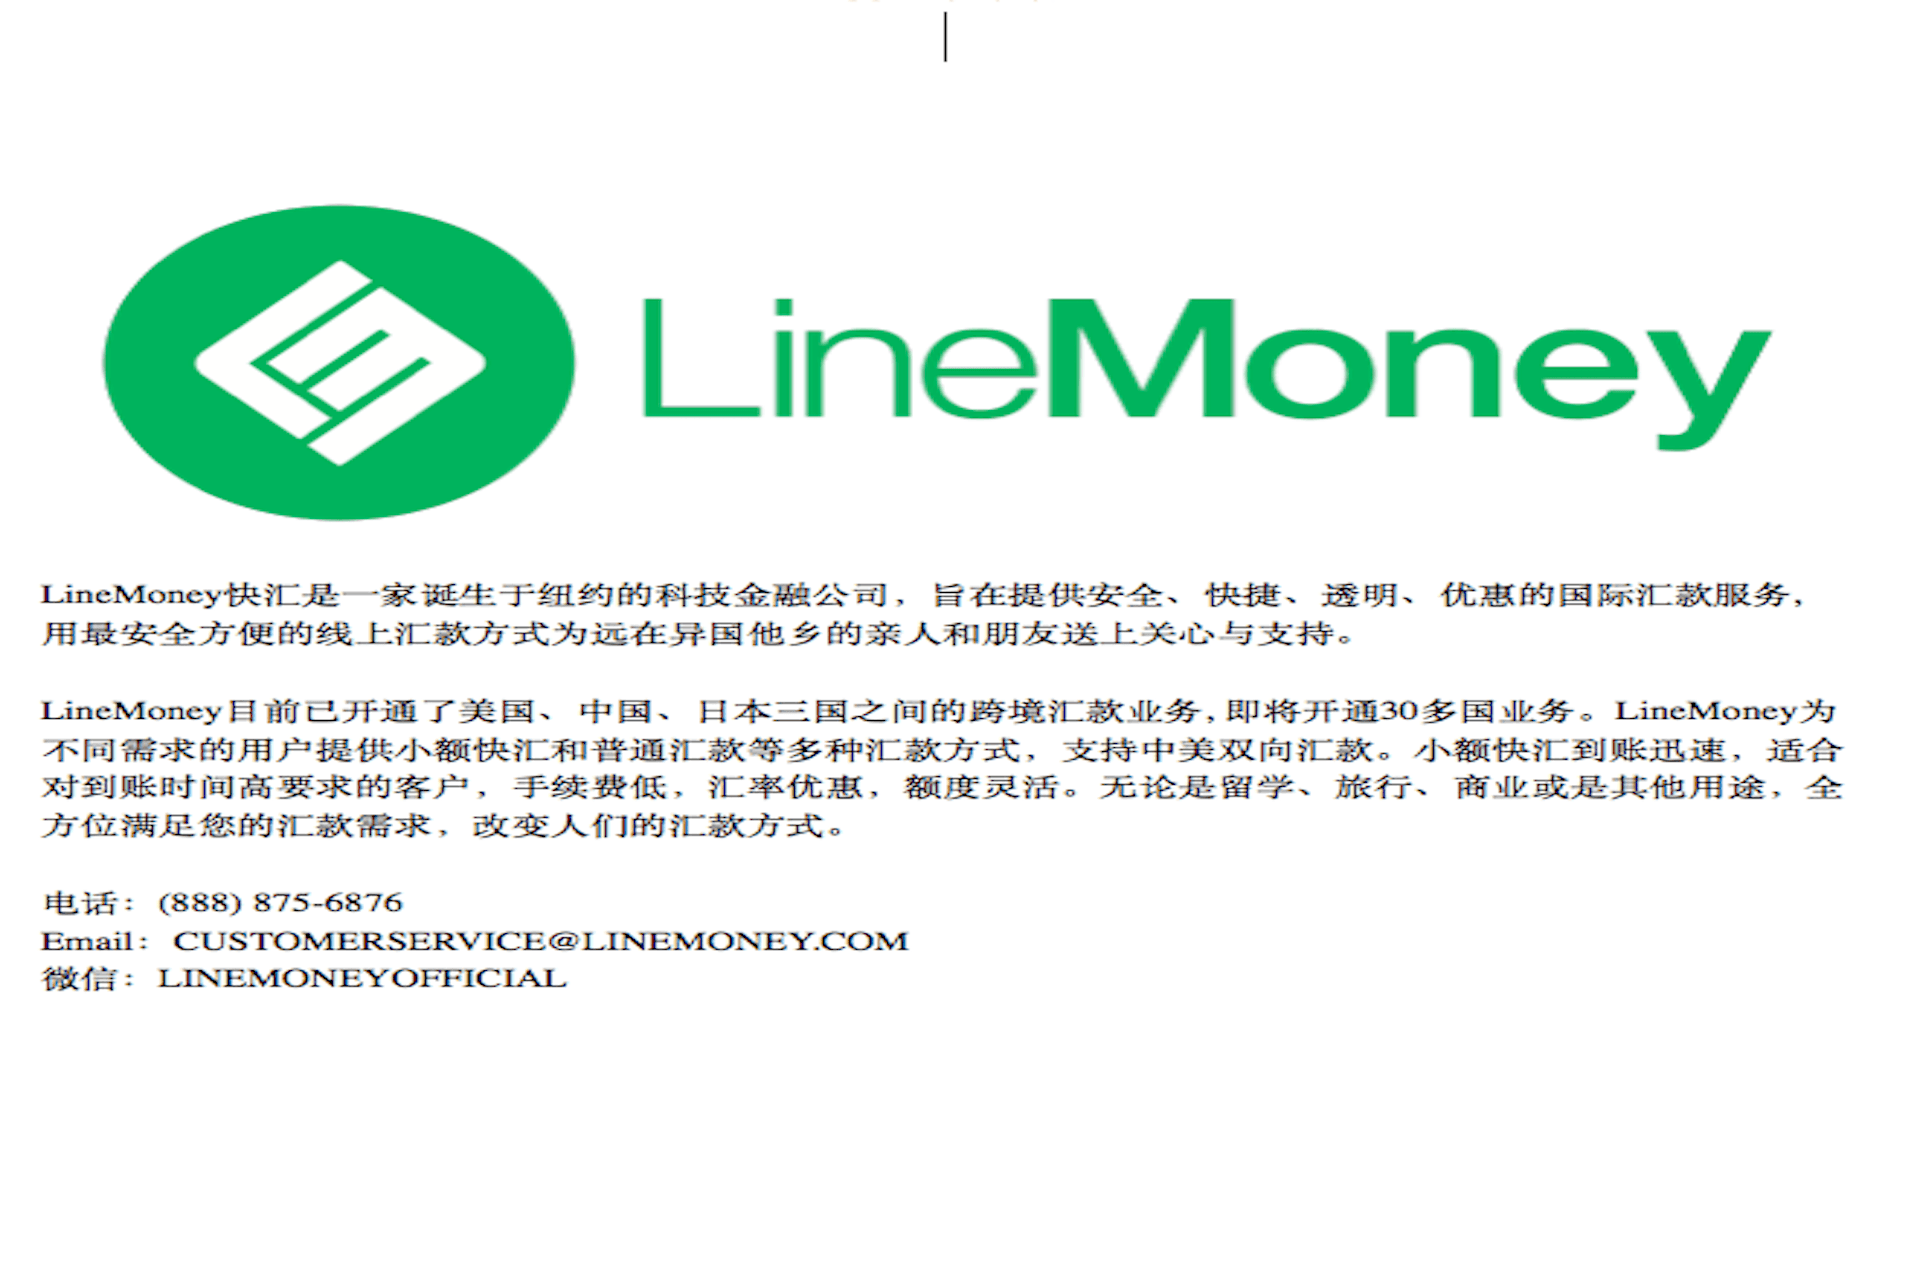 LineMoney
LineMoney快汇是一家诞生于纽约的科技金融公司，旨在提供安全、快捷、透明、优惠的国际汇款服务，
用最安全方便的线上汇款方式为远在异国他乡的亲人和朋友送上关心与支持。
LineMoney目前已开通了美国、中国、日本三国之间的跨境汇款业务,即将开通30多国业务。LineMoney为
不同需求的用户提供小额快汇和普通汇款等多种汇款方式，支持中美双向汇款。小额快汇到账迅速，适合
对到账时间高要求的客户，手续费低，汇率优惠，额度灵活。无论是留学、旅行、商业或是其他用途，全
方位满足您的汇款需求，改变人们的汇款方式。
电话：(888) 875-6876
Email：CUSTOMERSERVICE@LINEMONEY.COM
微信：LINEMONEYOFFICIAL